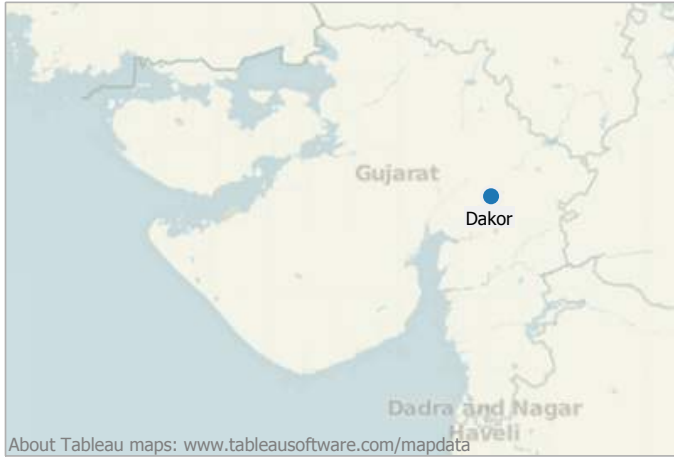 Gujarat
Dakor
Dadra and Nagar
Haveli
About Tableau maps: www.tableausoftware.com/mapdata